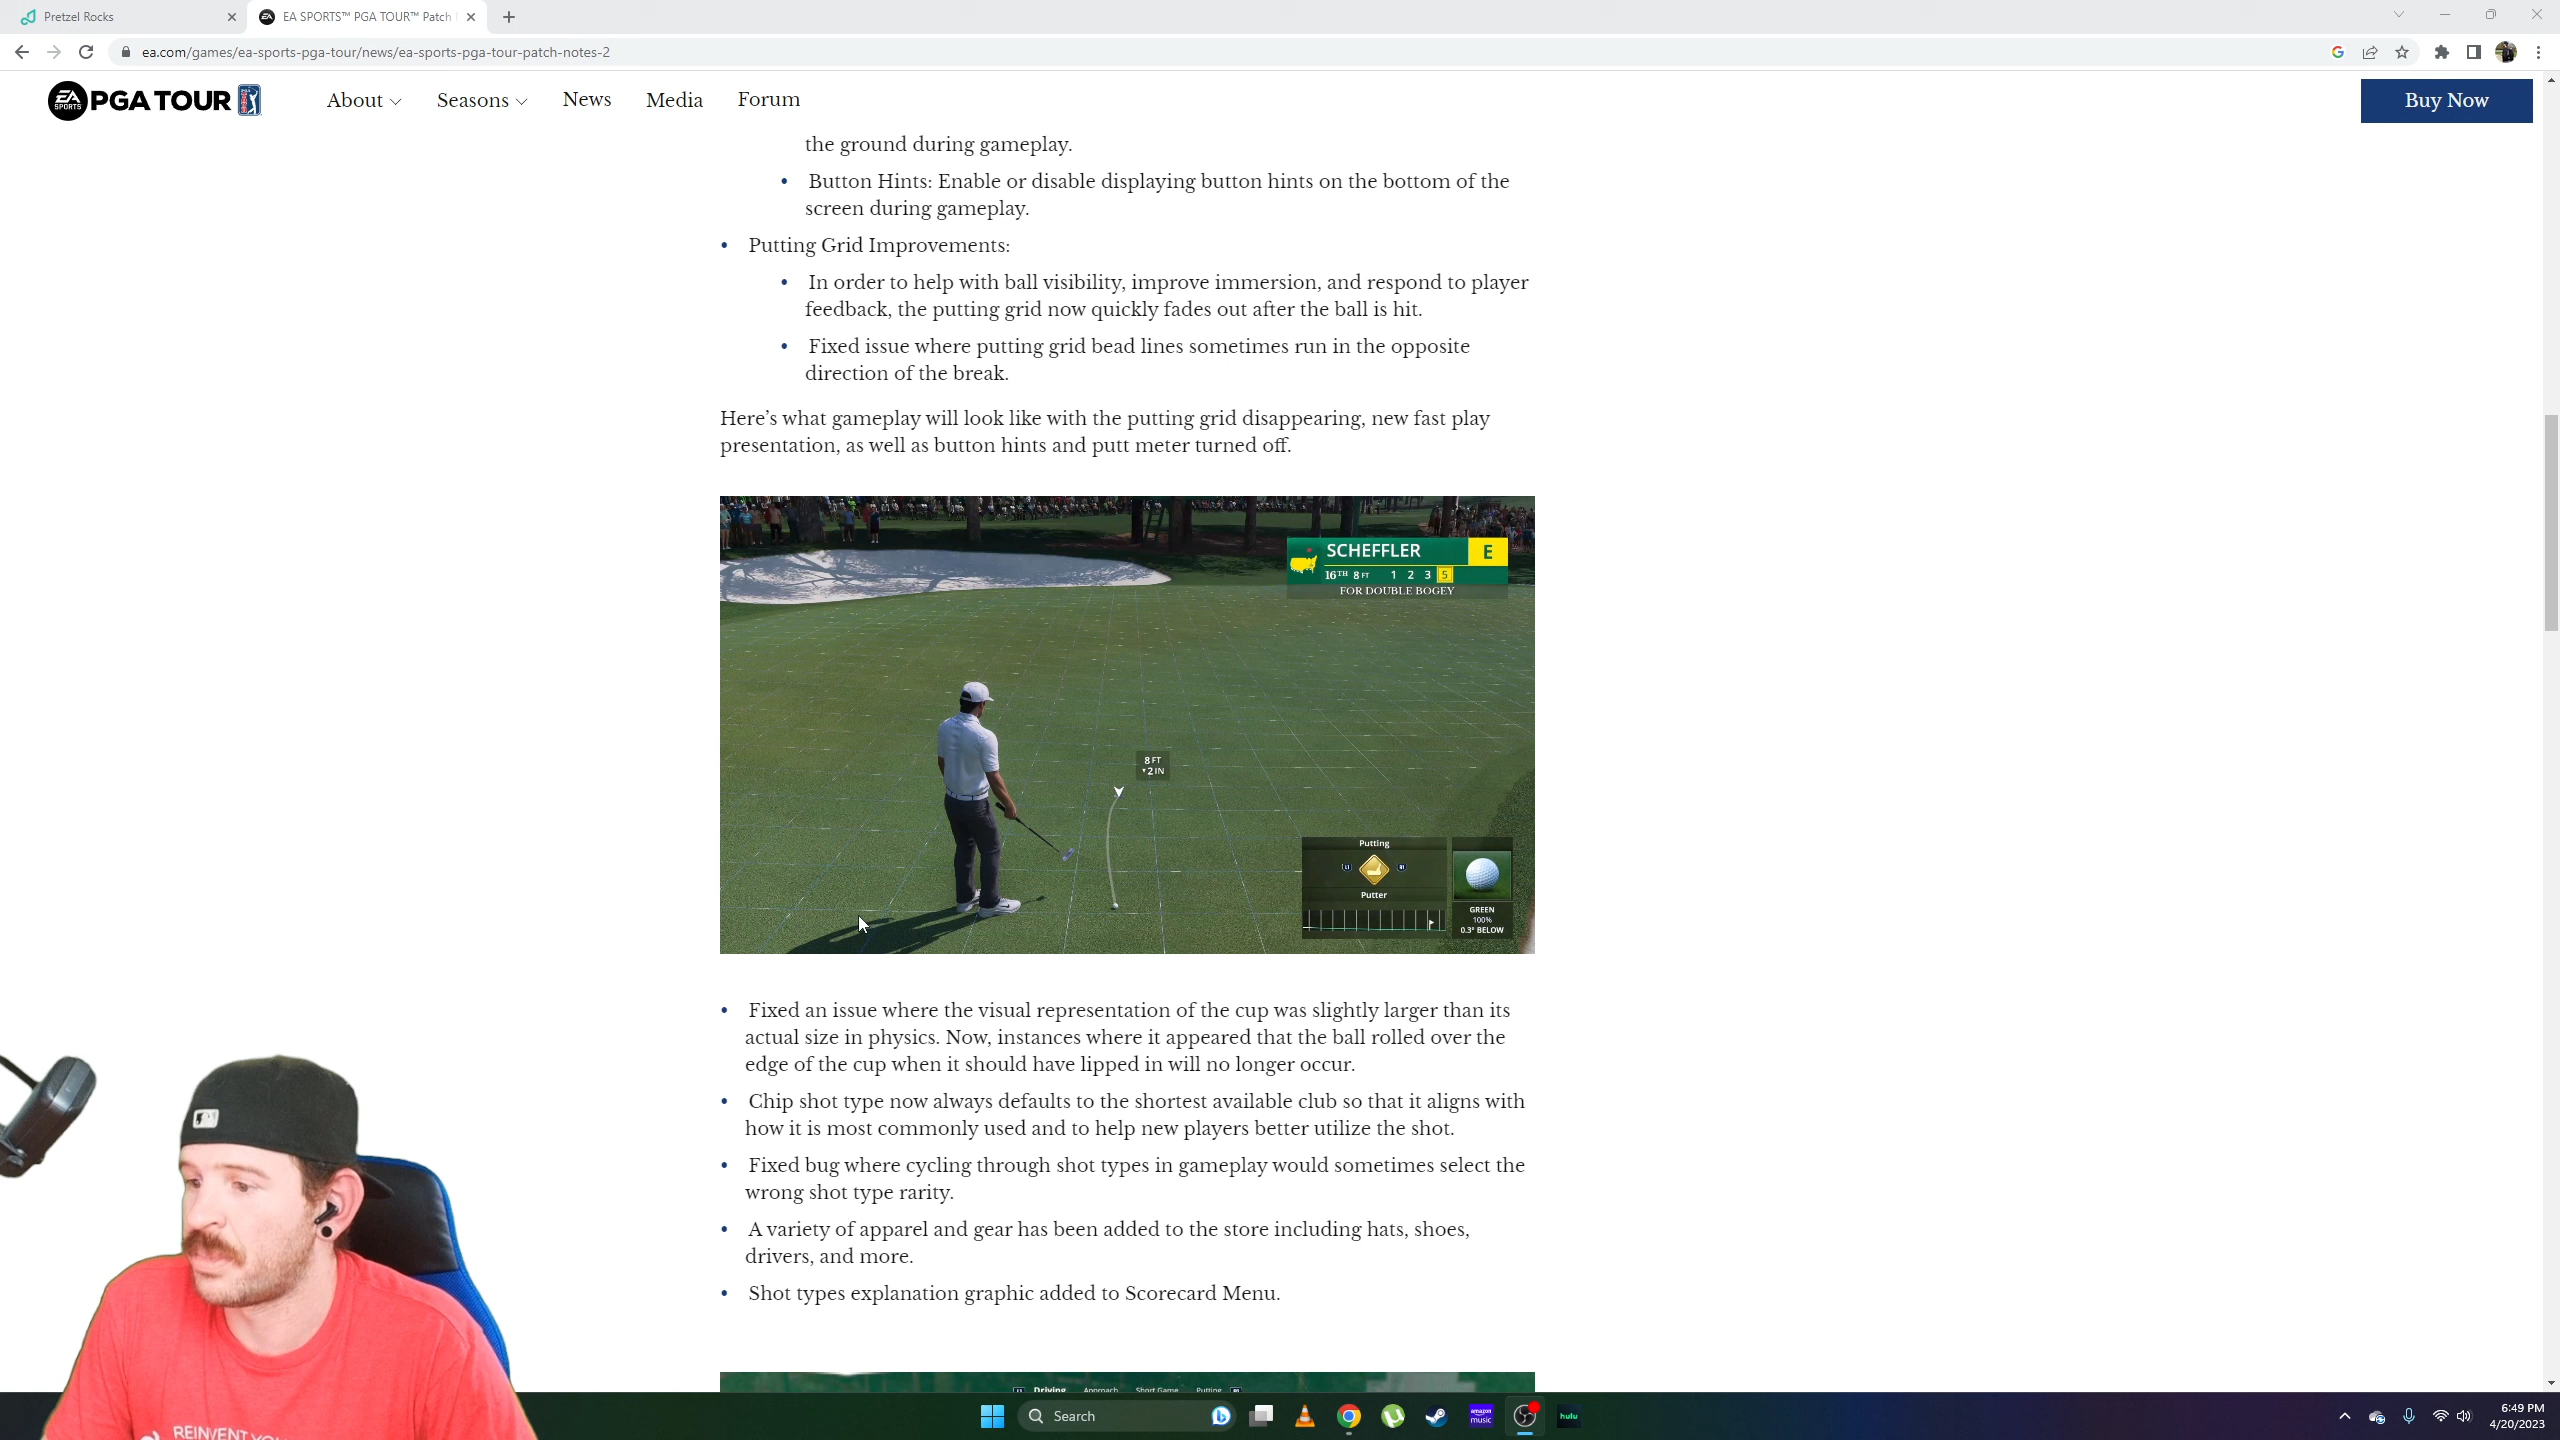 Pretzel Rocks
EA SPORTS™ PGA TOUR™ Patch
ea.com/games/ea-sports-pga-tour/news/ea-sports-pga-tour-patch-notes-2
EA SPORTS PGA TOUR
About
Seasons
News
Media
Forum
Buy Now
the ground during gameplay.
• Button Hints: Enable or disable displaying button hints on the bottom of the
screen during gameplay.
• Putting Grid Improvements:
• In order to help with ball visibility, improve immersion, and respond to player
feedback, the putting grid now quickly fades out after the ball is hit.
• Fixed issue where putting grid bead lines sometimes run in the opposite
direction of the break.
Here’s what gameplay will look like with the putting grid disappearing, new fast play
presentation, as well as button hints and putt meter turned off.
SCHEFFLER E
16TH 8 FT 1 2 3 5
FOR DOUBLE BOGEY
8 FT
2 IN
Putting
Putter
GREEN
100%
0.3° BELOW
• Fixed an issue where the visual representation of the cup was slightly larger than its
actual size in physics. Now, instances where it appeared that the ball rolled over the
edge of the cup when it should have lipped in will no longer occur.
• Chip shot type now always defaults to the shortest available club so that it aligns with
how it is most commonly used and to help new players better utilize the shot.
• Fixed bug where cycling through shot types in gameplay would sometimes select the
wrong shot type rarity.
• A variety of apparel and gear has been added to the store including hats, shoes,
drivers, and more.
• Shot types explanation graphic added to Scorecard Menu.
Driving Approach Short Game Putting
REINVENT YO
Search
amazon music
hulu
6:49 PM
4/20/2023